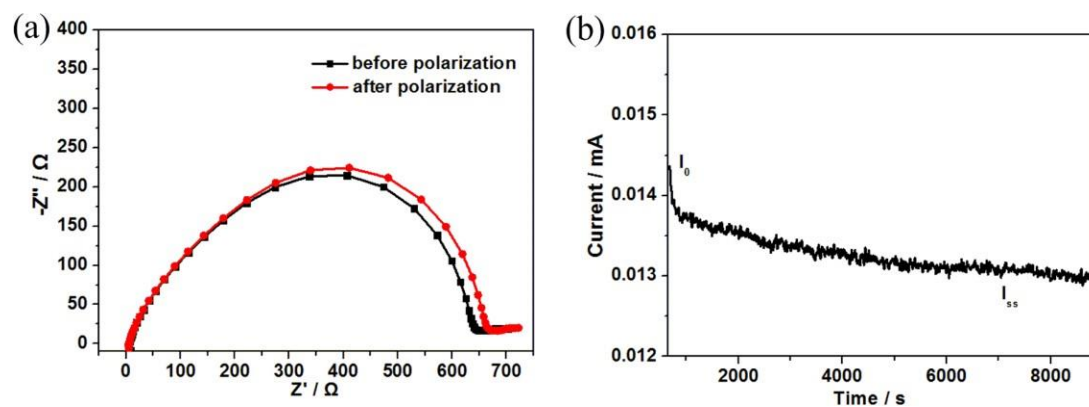 (a)
400
350
300
250
200
150
100
50
0
-Z'' / Ω
before polarization
after polarization
0 100 200 300 400 500 600 700
Z' / Ω
(b)
0.016
0.015
0.014
0.013
0.012
Current / mA
I0
Iss
2000 4000 6000 8000
Time / s